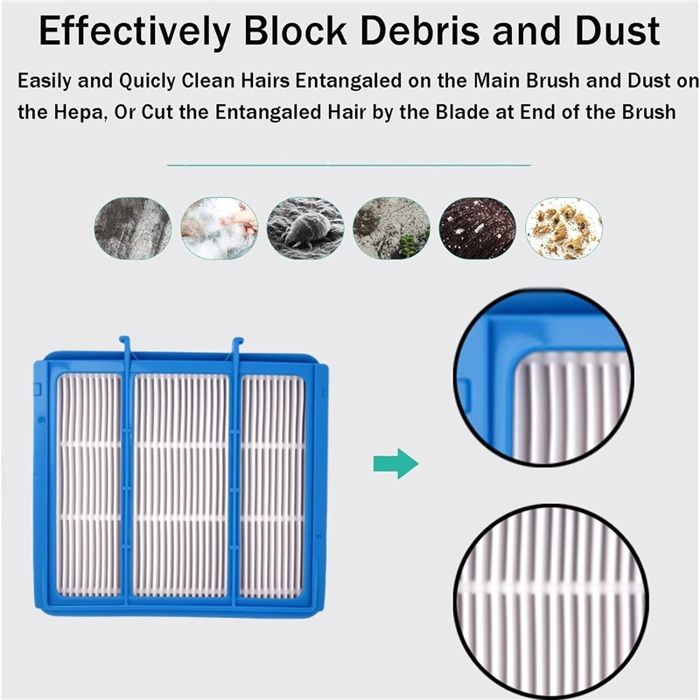 Effectively Block Debris and Dust
Easily and Quicly Clean Hairs Entangaled on the Main Brush and Dust on
the Hepa, Or Cut the Entangaled Hair by the Blade at End of the Brush